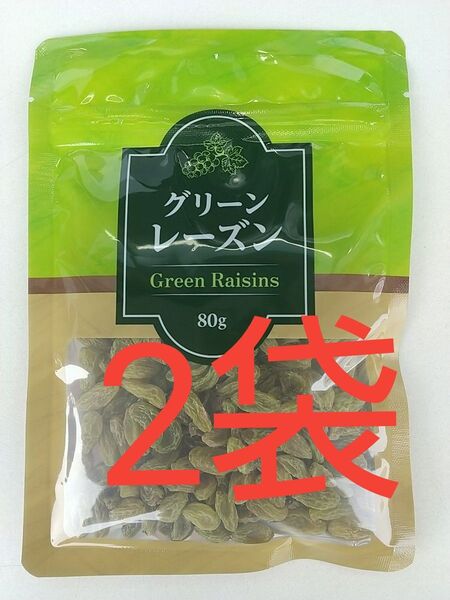 グリーン
レーズン
Green Raisins
80g
2袋